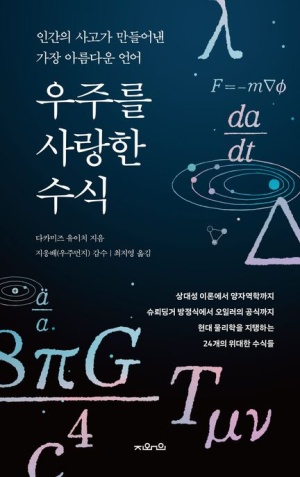 인간의 사고가 만들어낸
가장 아름다운 언어
우주를
사랑한
수식
다카미즈 유이치 지음
지웅배(우주먼지) 감수 | 최지영 옮김
λ
F=-m∇ϕ
da
dt
Δ
상대성 이론에서 양자역학까지
슈뢰딩거 방정식에서 오일러의 공식까지
현대 물리학을 지탱하는
24개의 위대한 수식들
ä
a
8πG
c⁴
Tμν
지와인